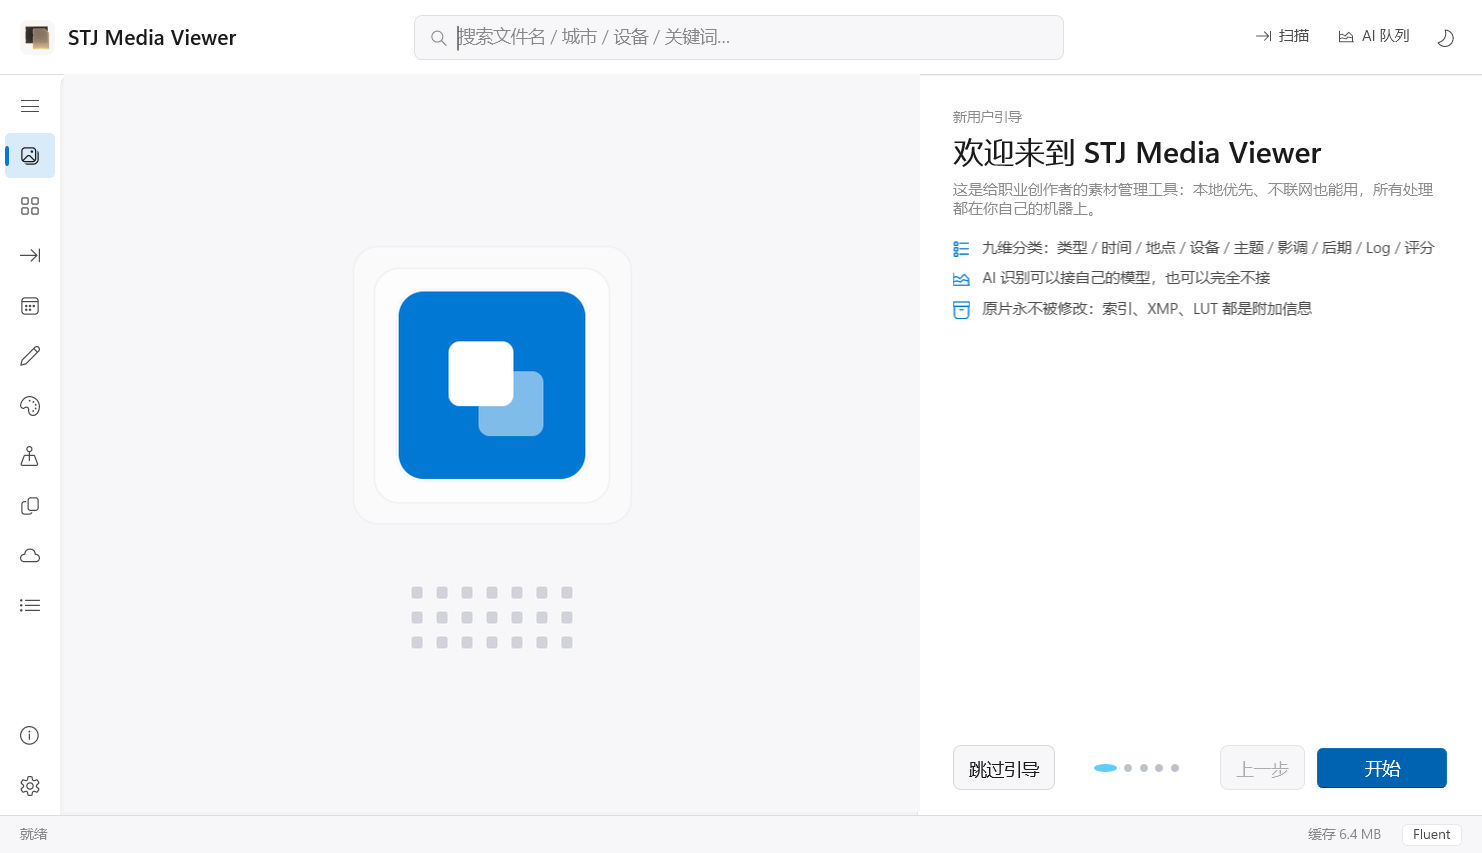 STJ Media Viewer
搜索文件名 / 城市 / 设备 / 关键词...
扫描
AI 队列
新用户引导
欢迎来到 STJ Media Viewer
这是给职业创作者的素材管理工具：本地优先、不联网也能用，所有处理
都在你自己的机器上。
九维分类：类型 / 时间 / 地点 / 设备 / 主题 / 影调 / 后期 / Log / 评分
AI 识别可以接自己的模型，也可以完全不接
原片永不被修改：索引、XMP、LUT 都是附加信息
跳过引导
上一步
开始
就绪
缓存 6.4 MB
Fluent